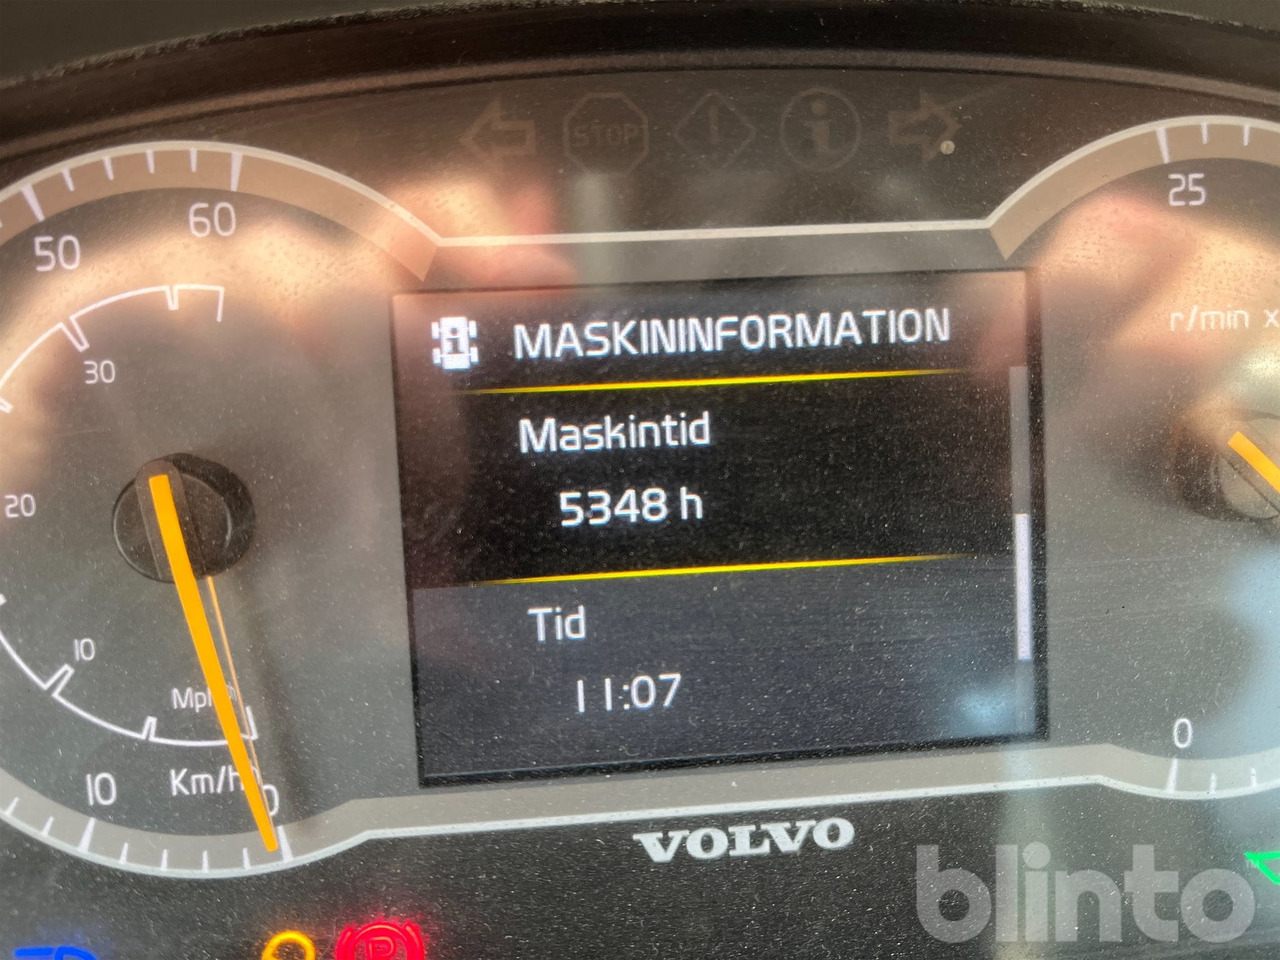 STOP
25
60
50
r/min x
MASKININFORMATION
30
Maskintid
5348 h
20
Tid
10
11:07
Mph
0
10
Km/h
0
VOLVO
blinto